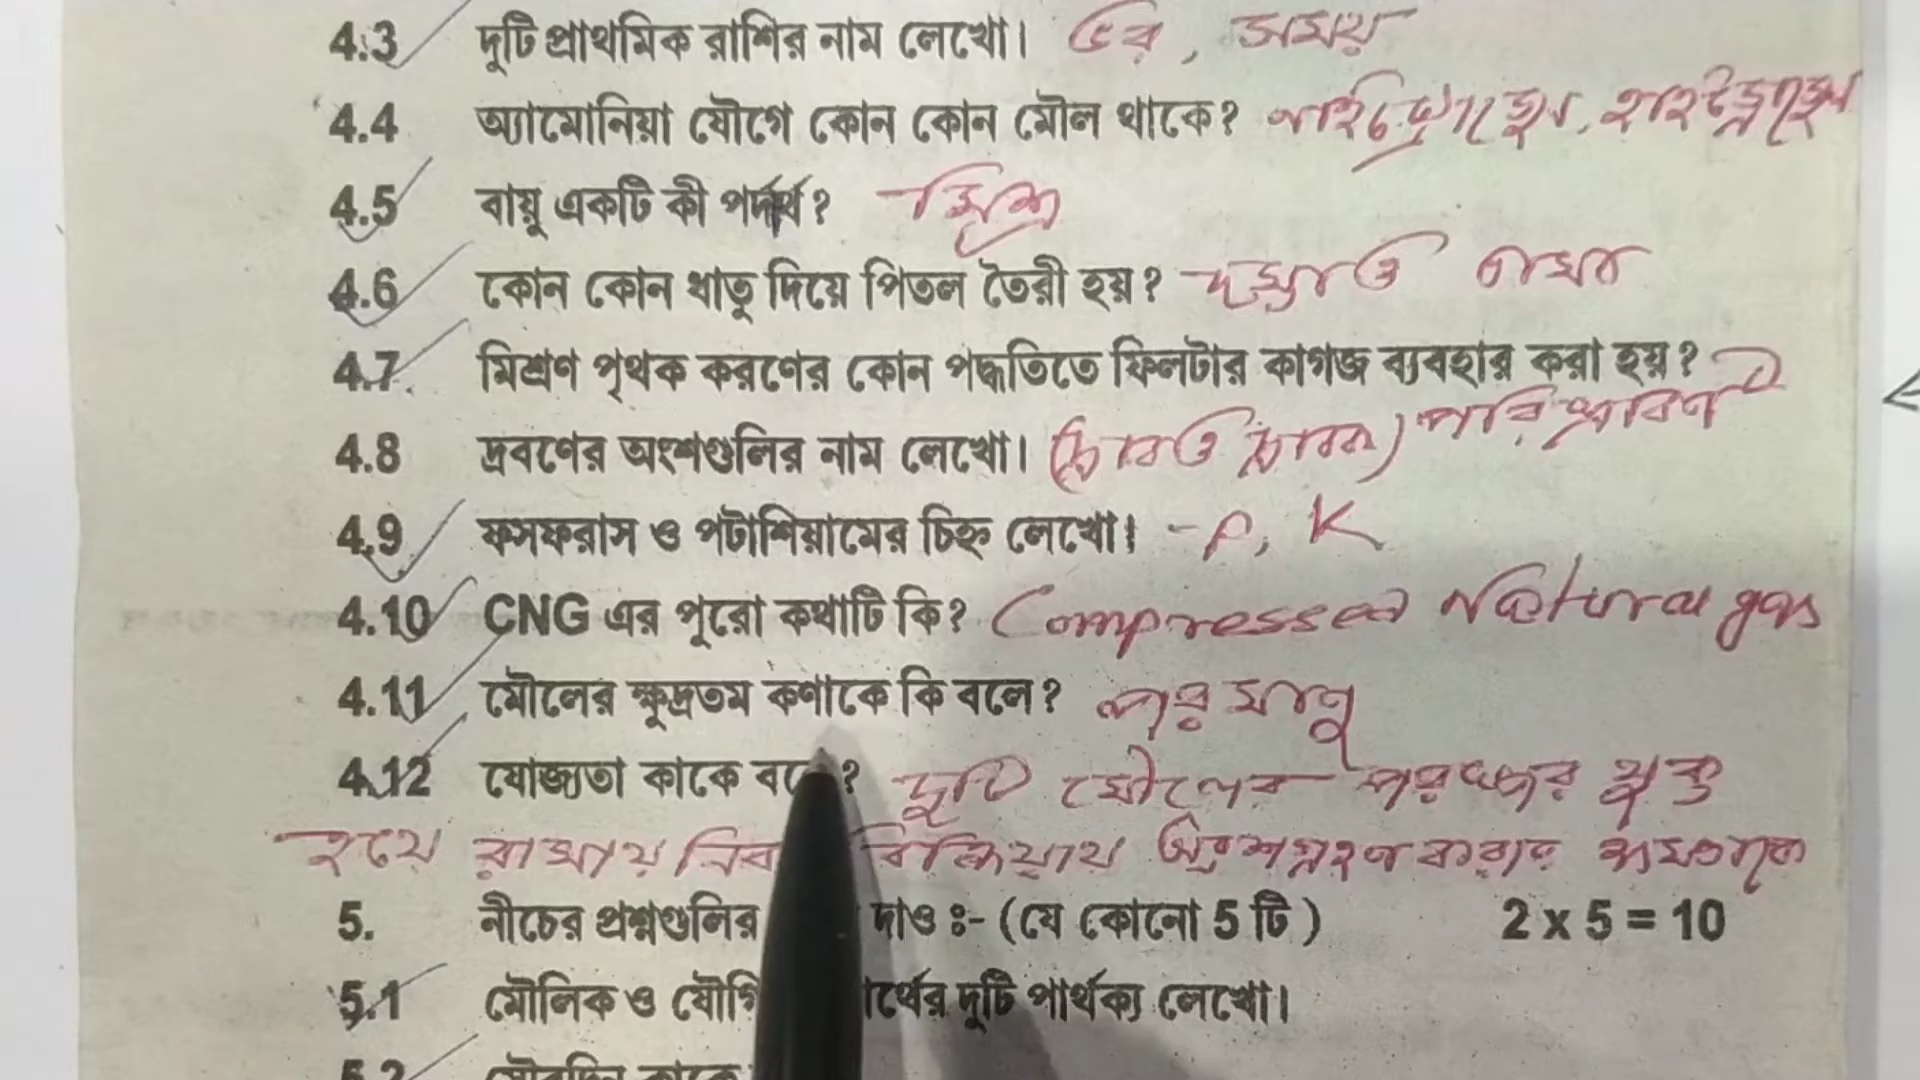 4.3 দুটি প্রাথমিক রাশির নাম লেখো। ভর, সময়
4.4 অ্যামোনিয়া যৌগে কোন কোন মৌল থাকে? নাইট্রোজেন, হাইড্রোজেন
4.5 বায়ু একটি কী পদার্থ? - মিশ্র
4.6 কোন কোন ধাতু দিয়ে পিতল তৈরী হয়? - দস্তা ও তামা
4.7 মিশ্রণ পৃথক করণের কোন পদ্ধতিতে ফিলটার কাগজ ব্যবহার করা হয়?
4.8 দ্রবণের অংশগুলির নাম লেখো। (দ্রাব ও দ্রাবক) পরিস্রাবণ
4.9 ফসফরাস ও পটাশিয়ামের চিহ্ন লেখো। - P, K
4.10 CNG এর পুরো কথাটি কি? Compressed Natural gas
4.11 মৌলের ক্ষুদ্রতম কণাকে কি বলে? পরমাণু
4.12 যোজ্যতা কাকে ? দুটি মৌলের পরস্পর যুক্ত
হয়ে বিক্রিয়ায় অংশগ্রহণ করার ক্ষমতাকে
5. নীচের প্রশ্নগুলির দাও ঃ- (যে কোনো 5 টি) 2 x 5 = 10
5.1 মৌলিক ও দুটি পার্থক্য লেখো।
5.2